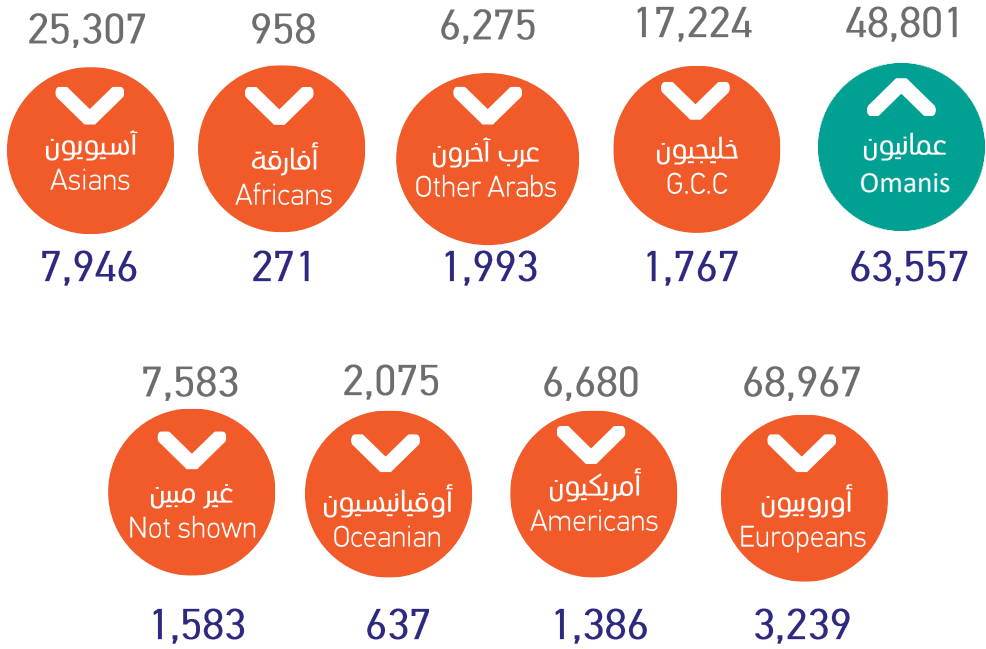 25,307
958
6,275
17,224
48,801
آسيويون
Asians
أفارقة
Africans
عرب آخرون
Other Arabs
خليجيون
G.C.C
عمانيون
Omanis
7,946
271
1,993
1,767
63,557
7,583
2,075
6,680
68,967
غير مبين
Not shown
أوقيانيسيون
Oceanian
أمريكيون
Americans
أوروبيون
Europeans
1,583
637
1,386
3,239